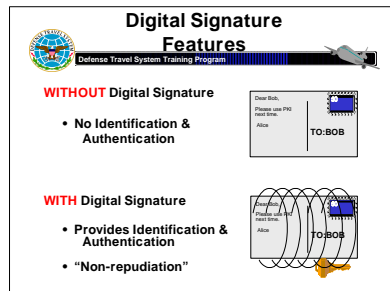 Digital Signature
Features
Defense Travel System Training Program
WITHOUT Digital Signature
• No Identification &
Authentication
Dear Bob,
Please use PKI
next time.
Alice
TO:BOB
WITH Digital Signature
• Provides Identification &
Authentication
• “Non-repudiation”
Dear Bob,
Please use PKI
next time.
Alice
TO:BOB